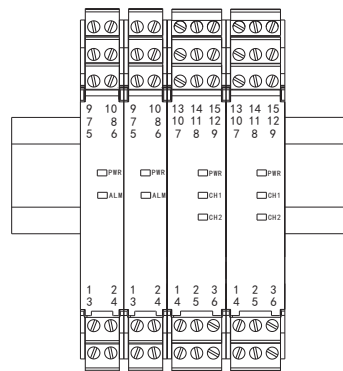 9 10 9 10 13 14 15 13 14 15
7 8 7 8 10 11 12 10 11 12
5 6 5 6 7 8 9 7 8 9
PWR PWR PWR PWR
ALM ALM CH1 CH1
CH2 CH2
1 2 1 2 1 2 3 1 2 3
3 4 3 4 4 5 6 4 5 6